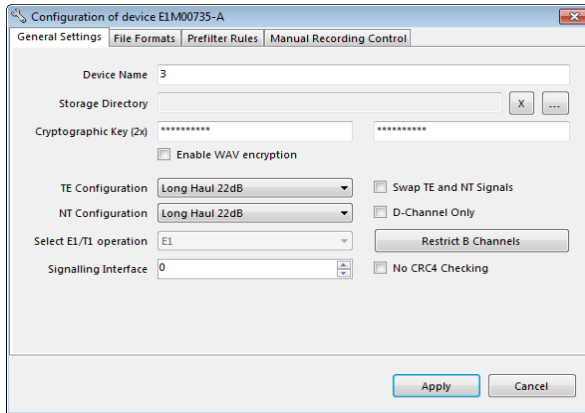 Configuration of device E1M00735-A
General Settings File Formats Prefilter Rules Manual Recording Control
Device Name 3
Storage Directory X ...
Cryptographic Key (2x) ********** **********
Enable WAV encryption
TE Configuration Long Haul 22dB Swap TE and NT Signals
NT Configuration Long Haul 22dB D-Channel Only
Select E1/T1 operation E1 Restrict B Channels
Signalling Interface 0 No CRC4 Checking
Apply Cancel